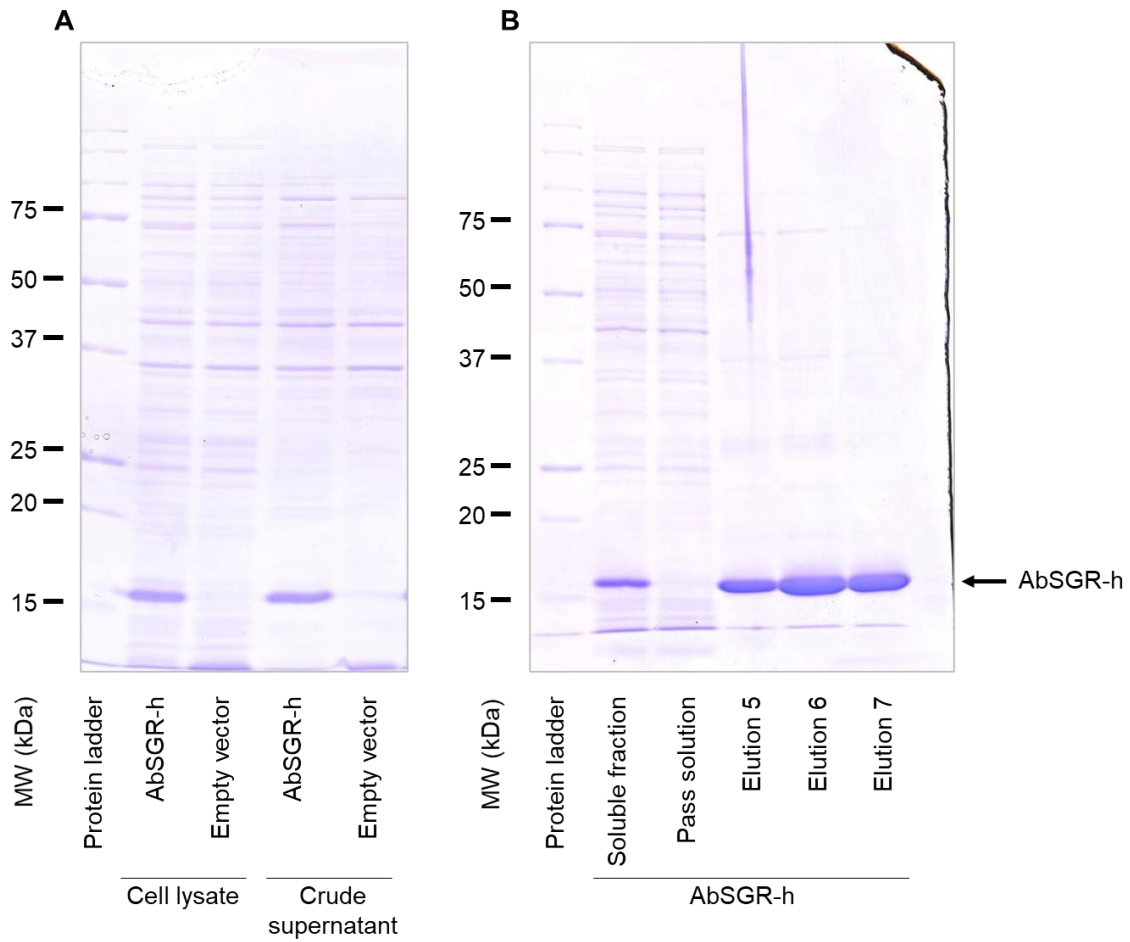 A
75
50
37
25
20
15
MW (kDa)
Protein ladder
AbSGR-h
Empty vector
AbSGR-h
Empty vector
Cell lysate
Crude
supernatant
B
75
50
37
25
20
15
AbSGR-h
MW (kDa)
Protein ladder
Soluble fraction
Pass solution
Elution 5
Elution 6
Elution 7
AbSGR-h